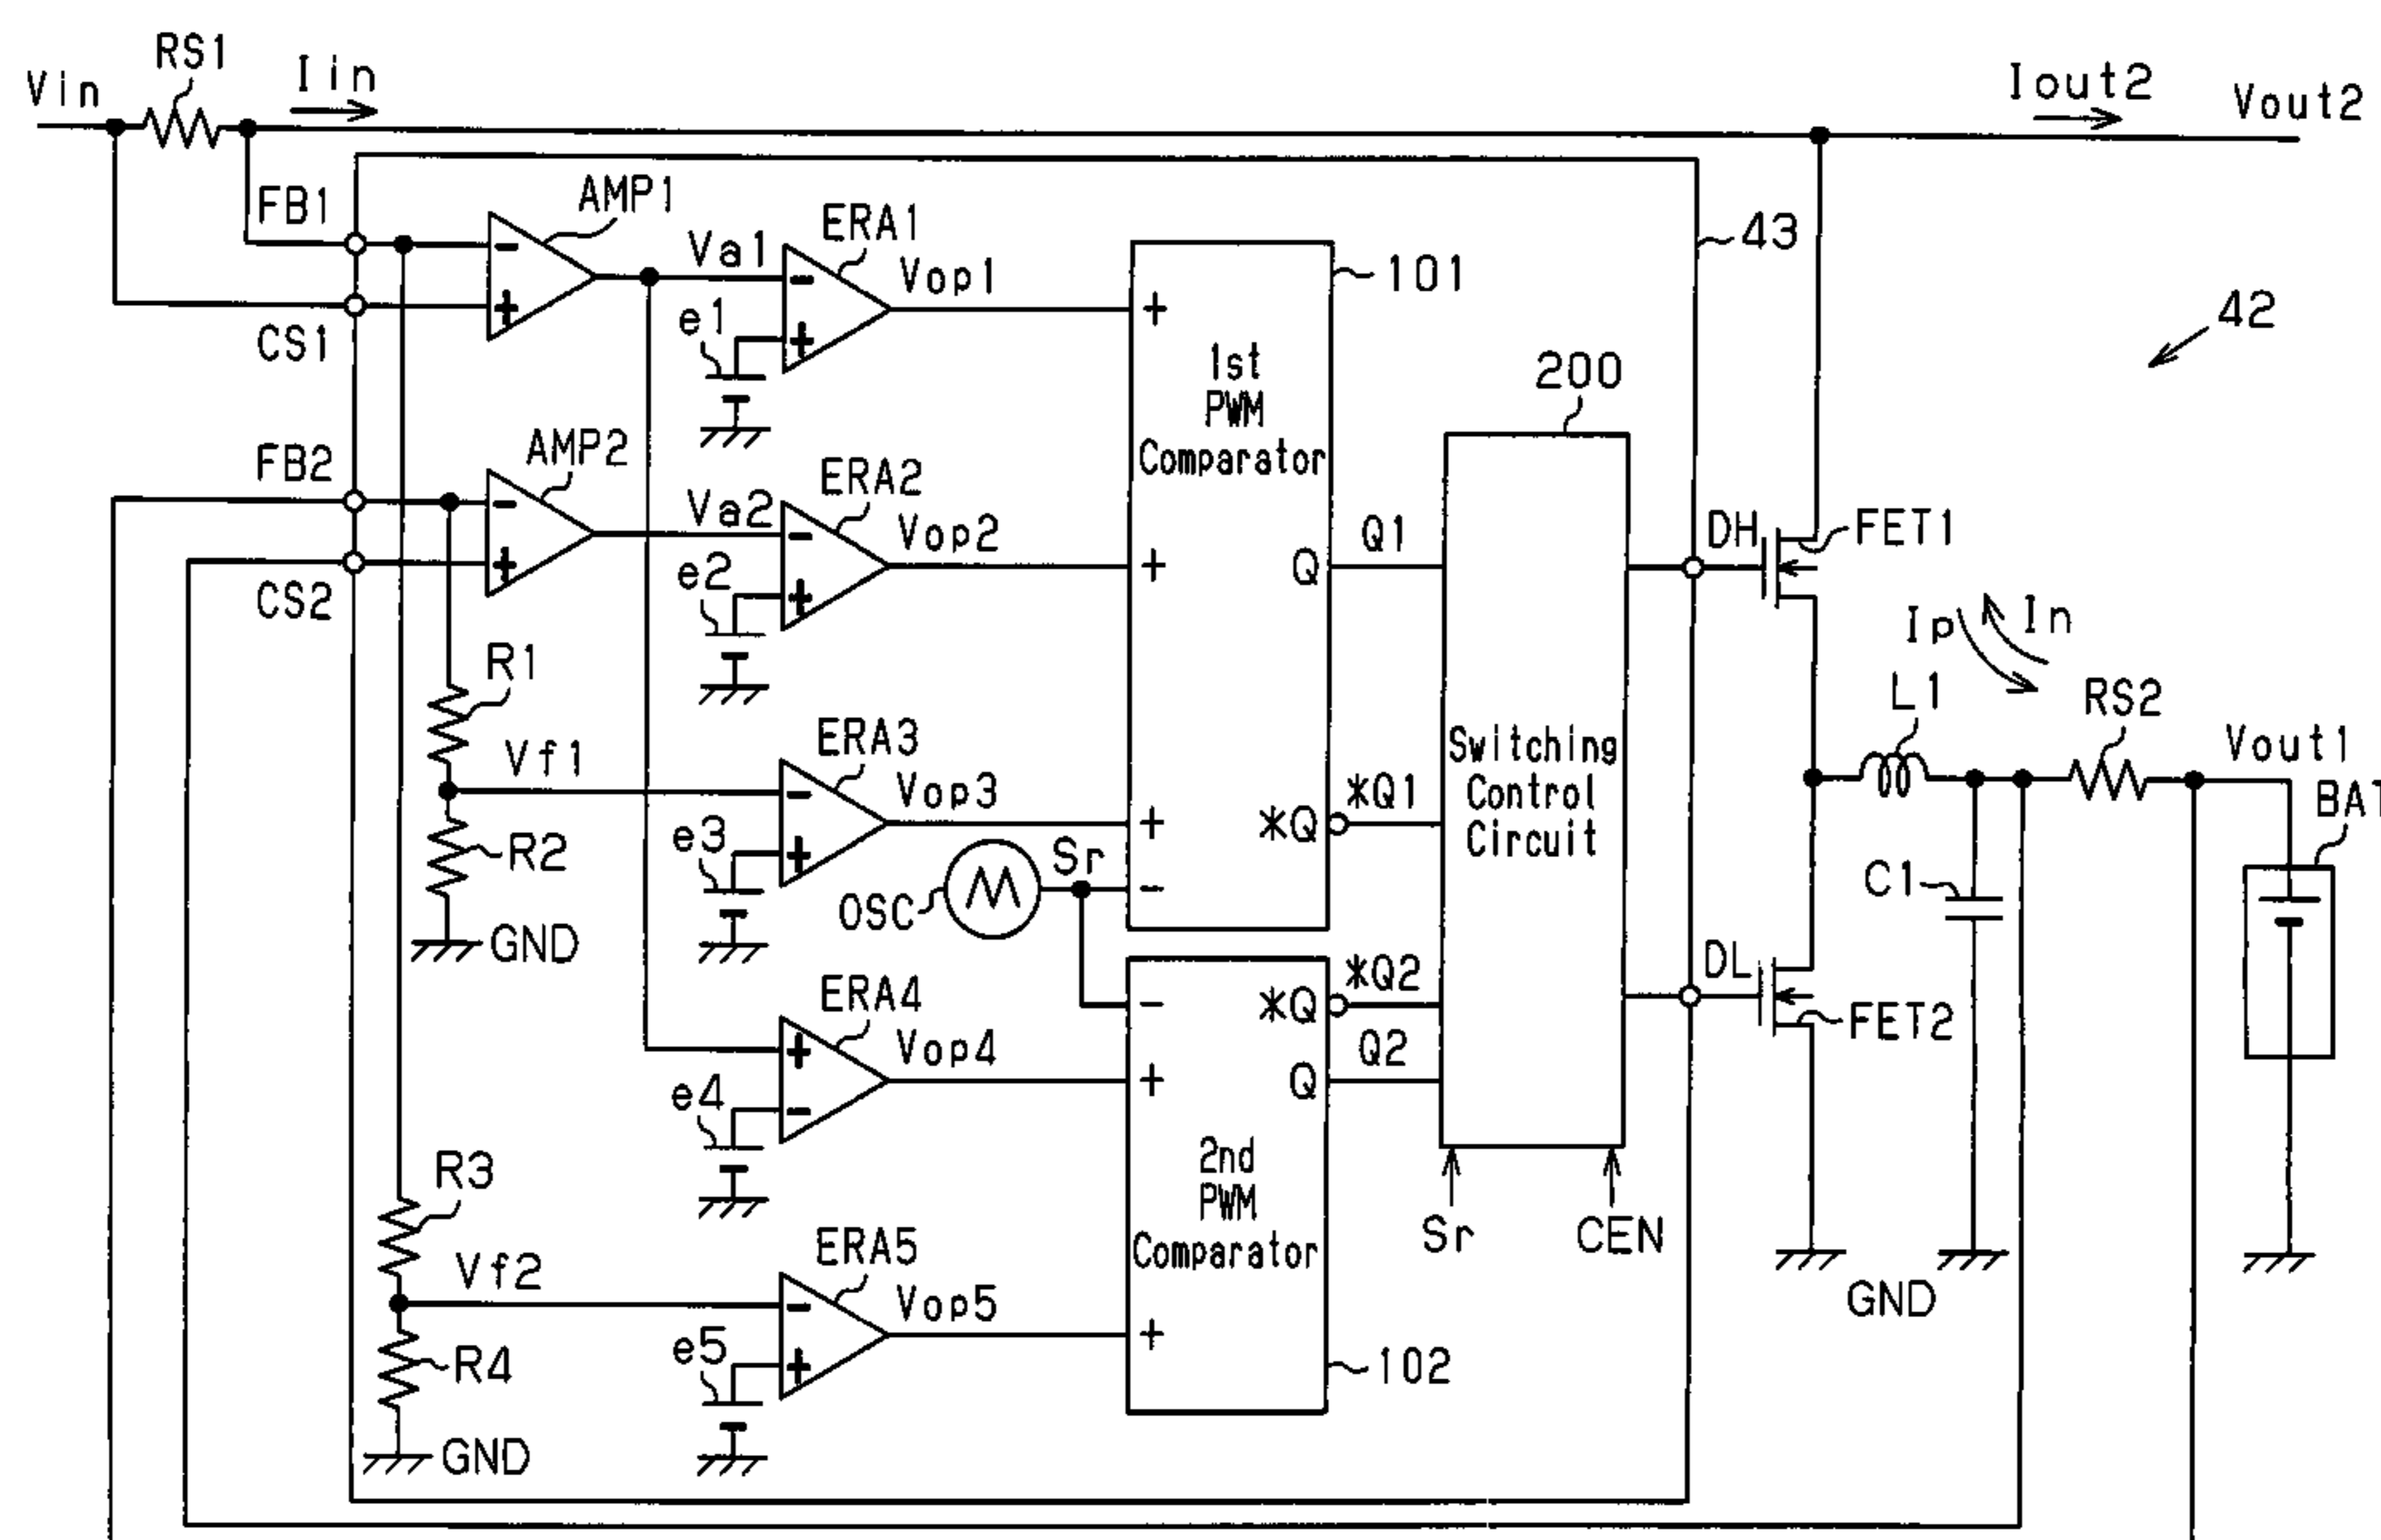 Vin
RS1
Iin
Iout2
Vout2
FB1
AMP1
Va1
ERA1
Vop1
-
+
-
+
CS1
e1
+
1st
PWM
Comparator
101
43
42
200
FB2
AMP2
Va2
ERA2
Vop2
-
+
-
+
CS2
e2
+
Q
Q1
DH
FET1
Ip
In
R1
Vf1
ERA3
Vop3
-
+
R2
e3
+
*Q
*Q1
Switching
Control
Circuit
L1
RS2
Vout1
OSC
Sr
-
C1
GND
ERA4
Vop4
+
-
e4
-
+
*Q
*Q2
Q
Q2
DL
FET2
2nd
PWM
Comparator
Sr
CEN
GND
R3
Vf2
ERA5
Vop5
-
+
e5
+
R4
102
GND